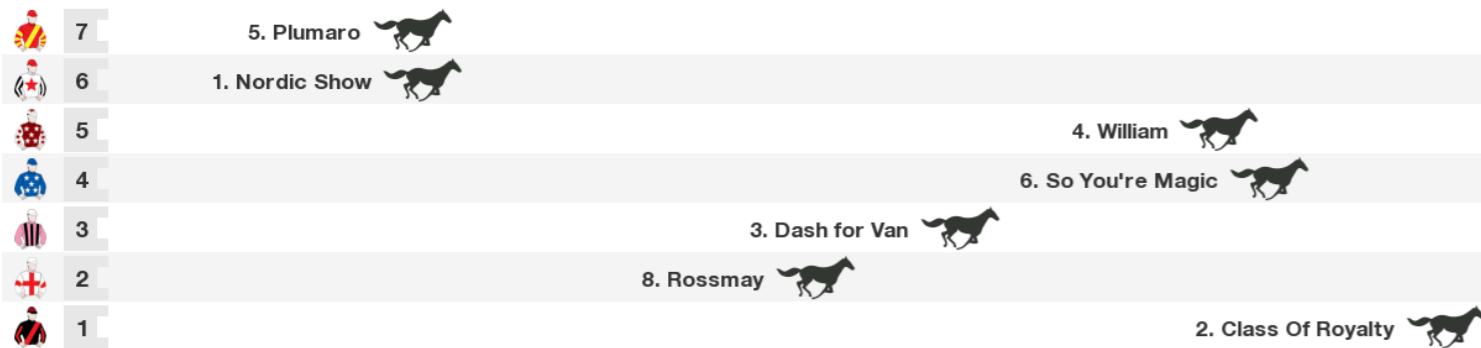 7 5. Plumaro
6 1. Nordic Show
5 4. William
4 6. So You're Magic
3 3. Dash for Van
2 8. Rossmay
1 2. Class Of Royalty